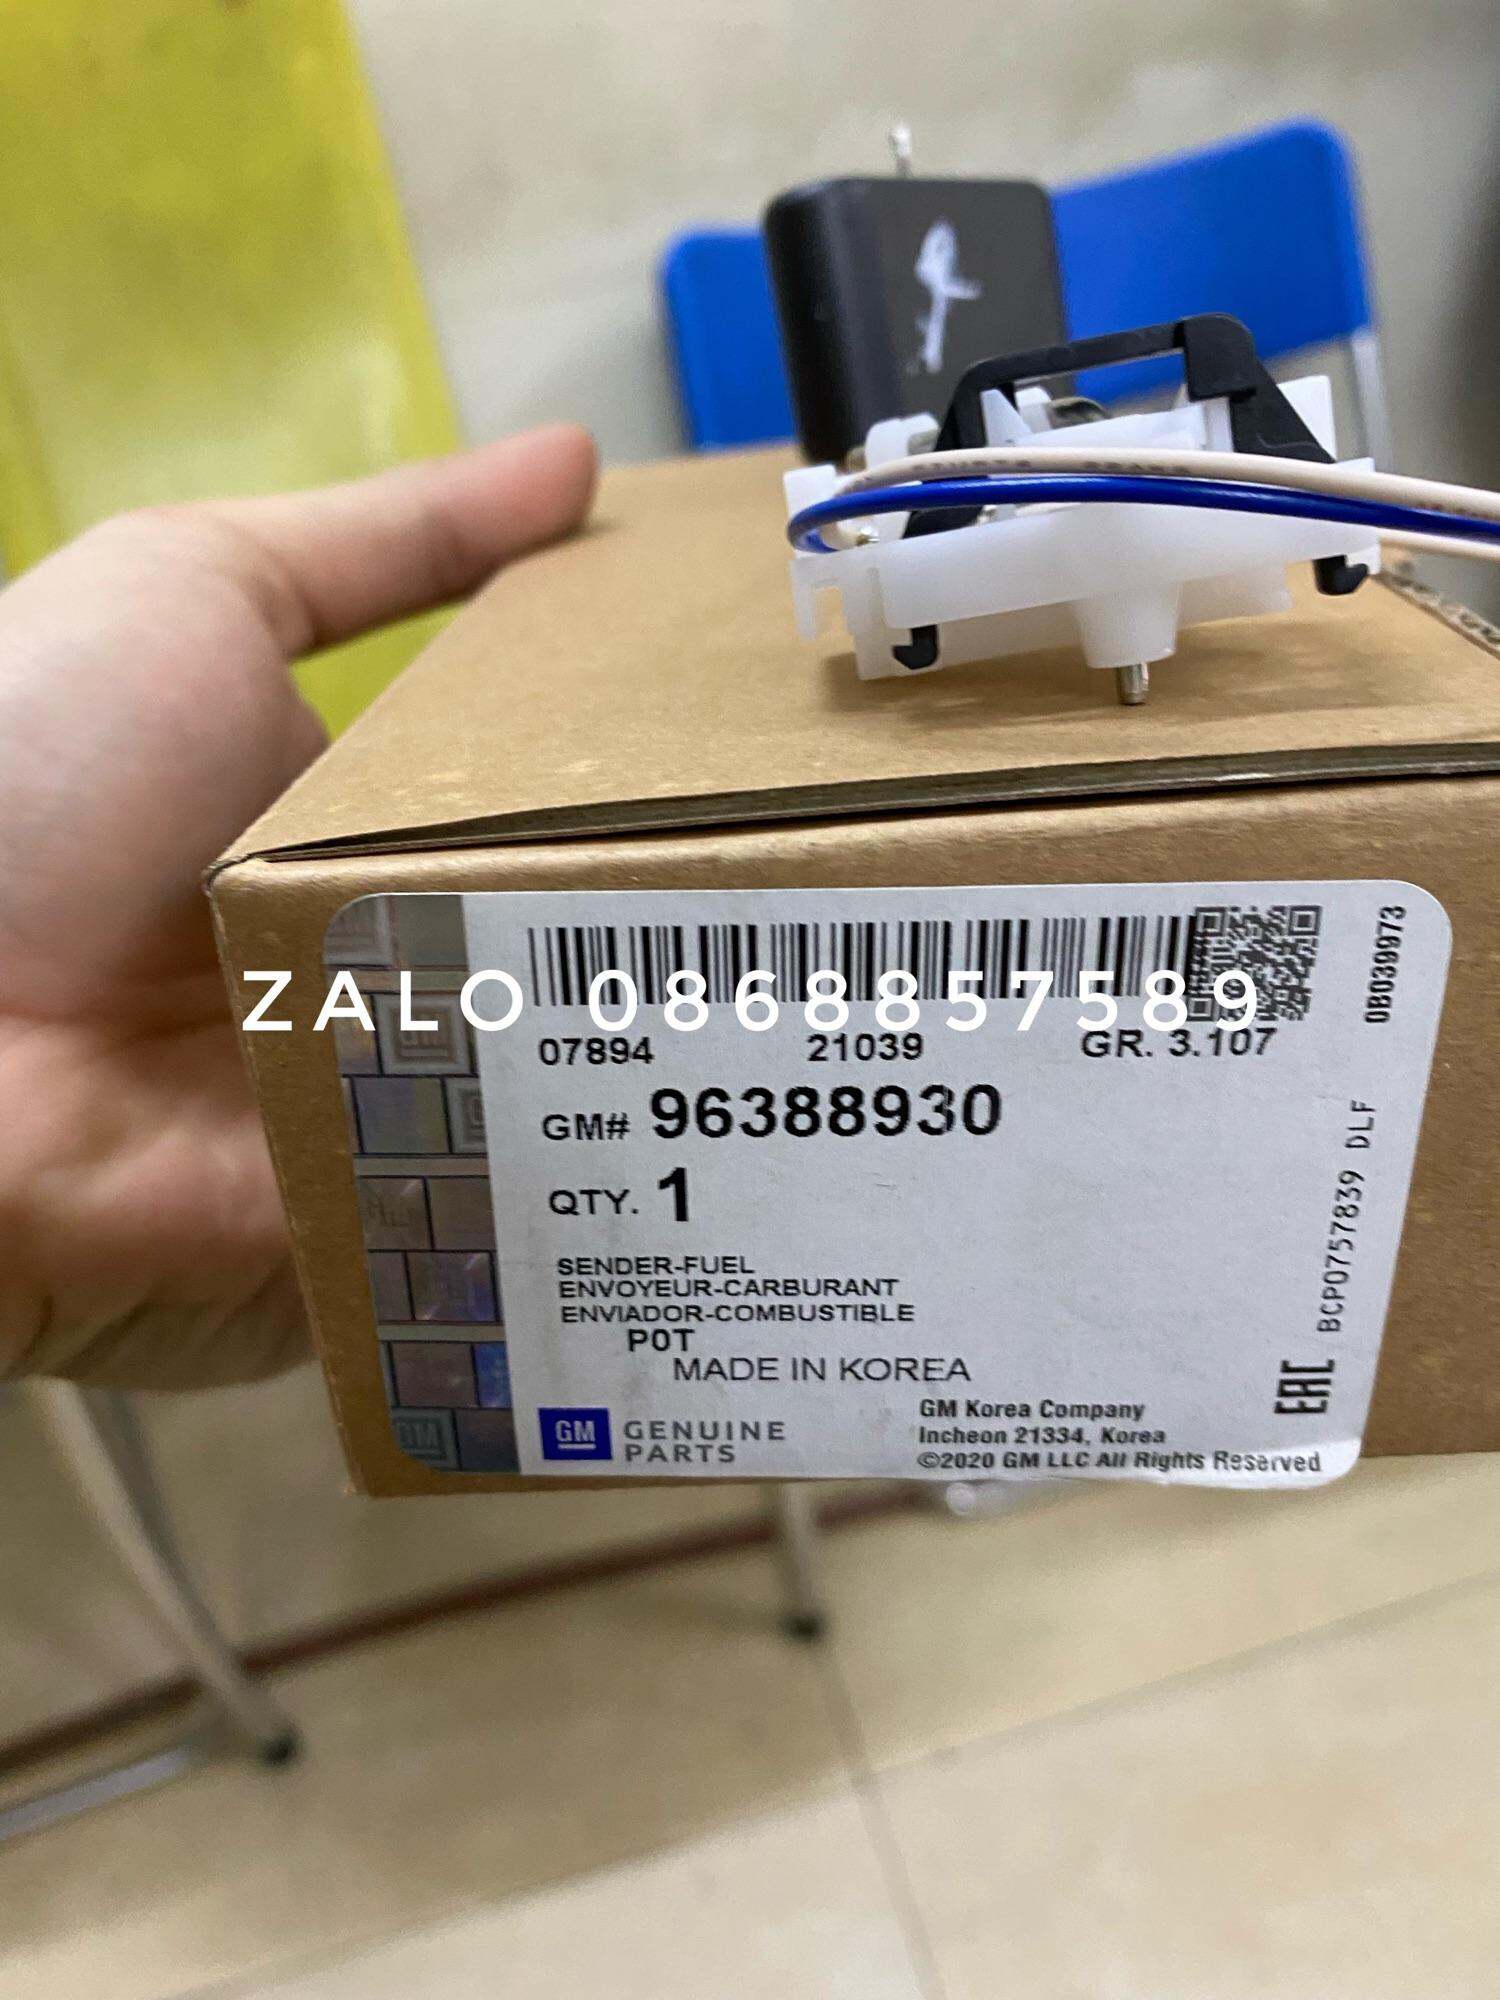 ZALO 0868857589
07894 21039 GR. 3.107
GM# 96388930
QTY. 1
SENDER-FUEL
ENVOYEUR-CARBURANT
ENVIADOR-COMBUSTIBLE
P0T
MADE IN KOREA
GM GENUINE PARTS
GM Korea Company
Incheon 21334, Korea
©2020 GM LLC All Rights Reserved
0B039973
BCP0757839 DLF
EAC
GM
GM